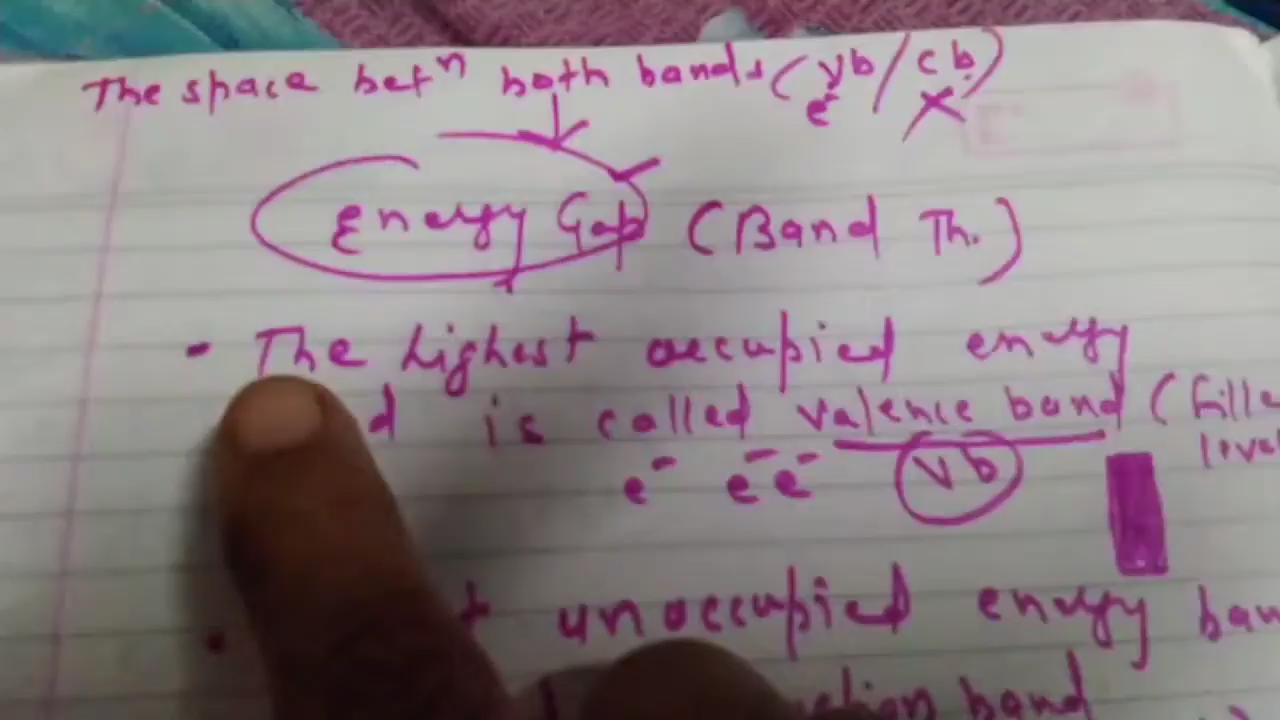 The space betⁿ both bands (vb/cb)
e⁻ X
Energy Gap (Band Th.)
- The highest occupied energy
is called valence band (fille
e⁻ e⁻ e⁻ vb leve
unoccupied energy ban
band